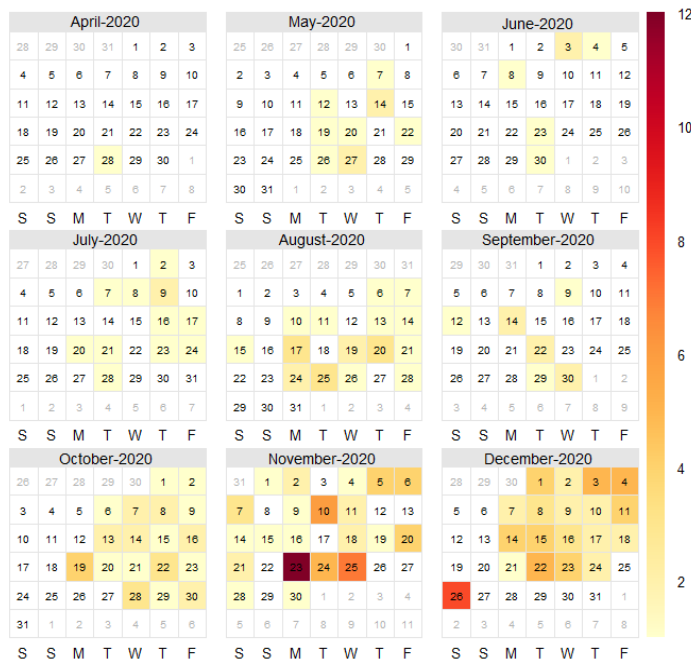 April-2020
28 29 30 31 1 2 3
4 5 6 7 8 9 10
11 12 13 14 15 16 17
18 19 20 21 22 23 24
25 26 27 28 29 30 1
2 3 4 5 6 7 8
S S M T W T F
May-2020
25 26 27 28 29 30 1
2 3 4 5 6 7 8
9 10 11 12 13 14 15
16 17 18 19 20 21 22
23 24 25 26 27 28 29
30 31 1 2 3 4 5
S S M T W T F
June-2020
30 31 1 2 3 4 5
6 7 8 9 10 11 12
13 14 15 16 17 18 19
20 21 22 23 24 25 26
27 28 29 30 1 2 3
4 5 6 7 8 9 10
S S M T W T F
July-2020
27 28 29 30 1 2 3
4 5 6 7 8 9 10
11 12 13 14 15 16 17
18 19 20 21 22 23 24
25 26 27 28 29 30 31
1 2 3 4 5 6 7
S S M T W T F
August-2020
25 26 27 28 29 30 31
1 2 3 4 5 6 7
8 9 10 11 12 13 14
15 16 17 18 19 20 21
22 23 24 25 26 27 28
29 30 31 1 2 3 4
S S M T W T F
September-2020
29 30 31 1 2 3 4
5 6 7 8 9 10 11
12 13 14 15 16 17 18
19 20 21 22 23 24 25
26 27 28 29 30 1 2
3 4 5 6 7 8 9
S S M T W T F
October-2020
26 27 28 29 30 1 2
3 4 5 6 7 8 9
10 11 12 13 14 15 16
17 18 19 20 21 22 23
24 25 26 27 28 29 30
31 1 2 3 4 5 6
S S M T W T F
November-2020
31 1 2 3 4 5 6
7 8 9 10 11 12 13
14 15 16 17 18 19 20
21 22 23 24 25 26 27
28 29 30 1 2 3 4
5 6 7 8 9 10 11
S S M T W T F
December-2020
28 29 30 1 2 3 4
5 6 7 8 9 10 11
12 13 14 15 16 17 18
19 20 21 22 23 24 25
26 27 28 29 30 31 1
2 3 4 5 6 7 8
S S M T W T F
12
10
8
6
4
2